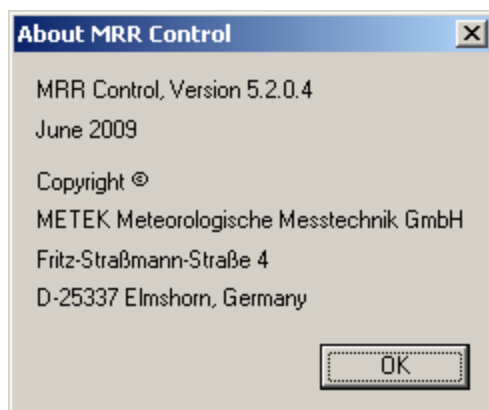 About MRR Control
MRR Control, Version 5.2.0.4
June 2009
Copyright ©
METEK Meteorologische Messtechnik GmbH
Fritz-Straßmann-Straße 4
D-25337 Elmshorn, Germany
OK